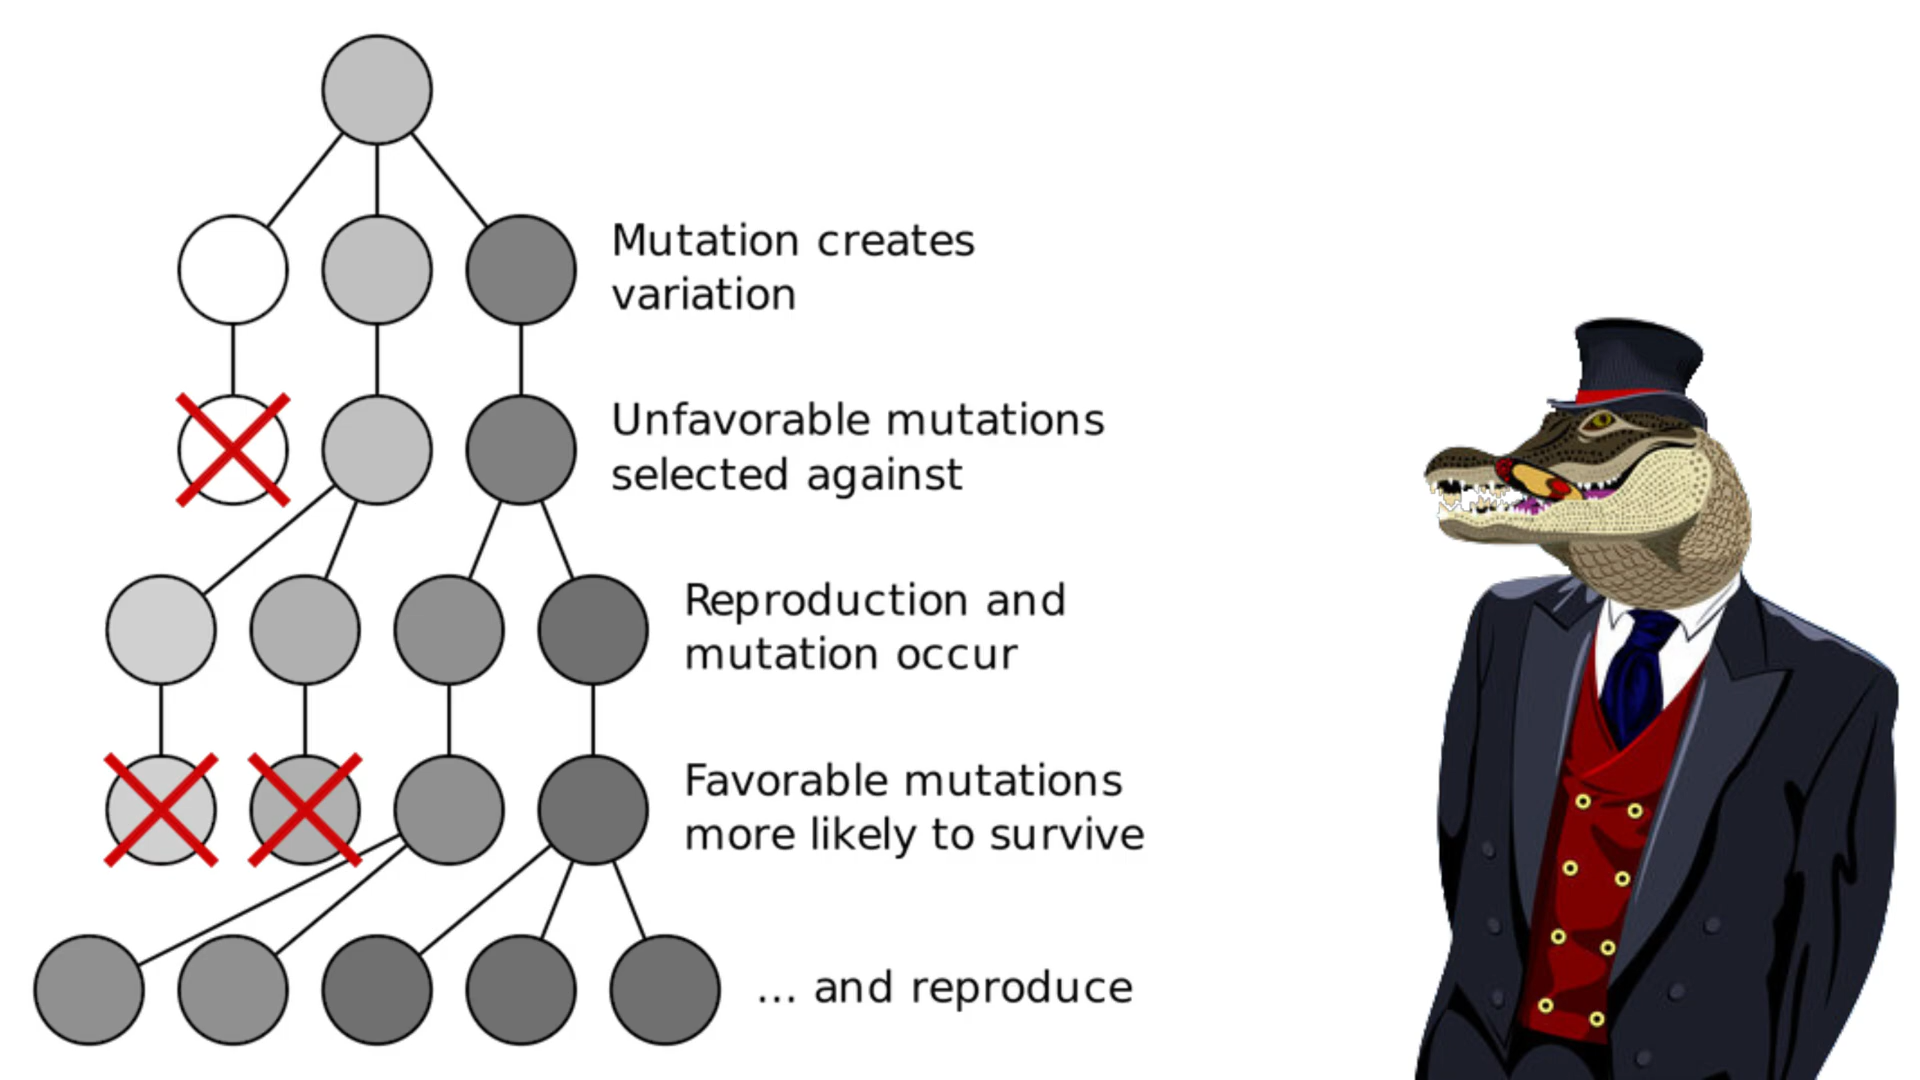 Mutation creates
variation
Unfavorable mutations
selected against
Reproduction and
mutation occur
Favorable mutations
more likely to survive
... and reproduce